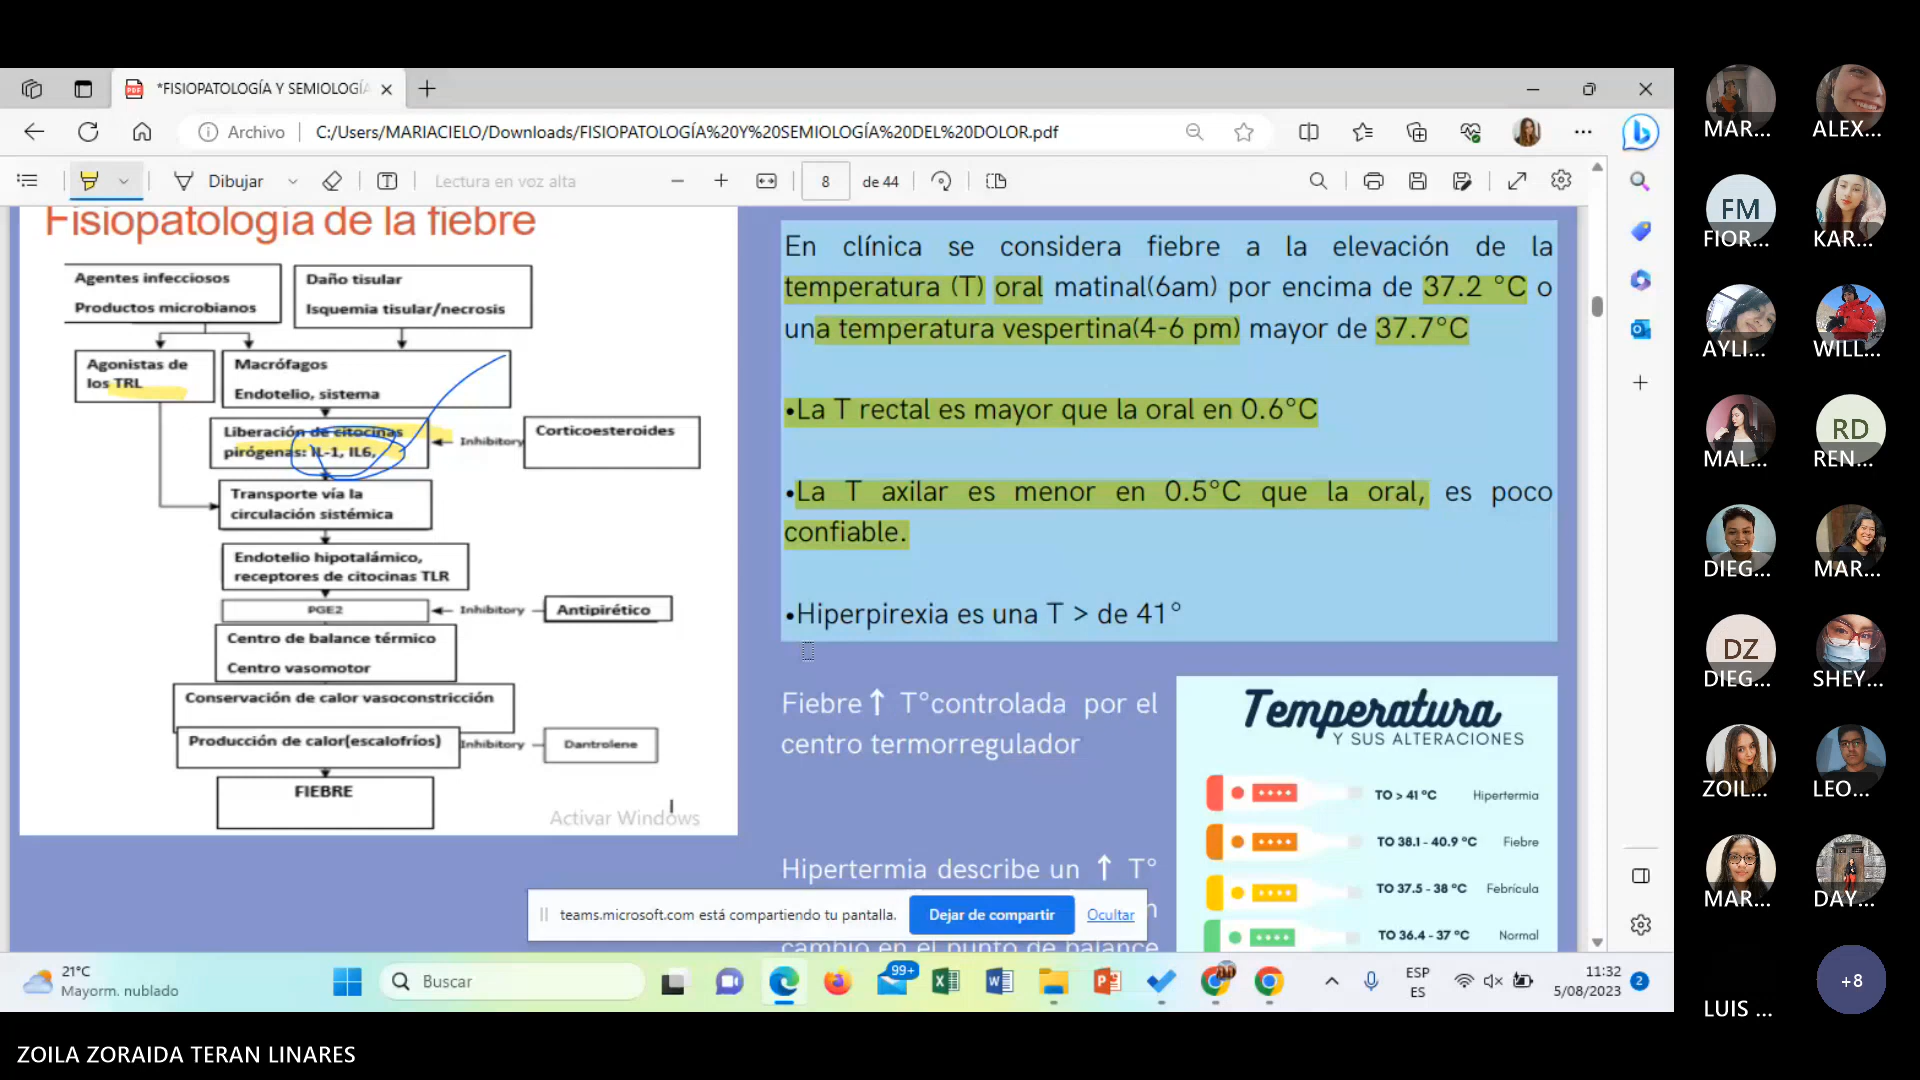 *FISIOPATOLOGÍA Y SEMIOLOGÍA
Archivo
C:/Users/MARIACIELO/Downloads/FISIOPATOLOGÍA%20Y%20SEMIOLOGÍA%20DEL%20DOLOR.pdf
Dibujar
Lectura en voz alta
8
de 44
Fisiopatología de la fiebre
Agentes infecciosos
Productos microbianos
Daño tisular
Isquemia tisular/necrosis
Agonistas de
los TRL
Macrófagos
Endotelio, sistema
Liberación de citocinas
pirógenas: IL-1, IL6,
Inhibitory
Corticoesteroides
Transporte vía la
circulación sistémica
Endotelio hipotalámico,
receptores de citocinas TLR
PGE2
Inhibitory
Antipirético
Centro de balance térmico
Centro vasomotor
Conservación de calor vasoconstricción
Producción de calor(escalofríos)
Inhibitory
Dantrolene
FIEBRE
Activar Windows
En clínica se considera fiebre a la elevación de la
temperatura (T) oral matinal(6am) por encima de 37.2 °C o
una temperatura vespertina(4-6 pm) mayor de 37.7°C
•La T rectal es mayor que la oral en 0.6°C
•La T axilar es menor en 0.5°C que la oral, es poco
confiable.
•Hiperpirexia es una T > de 41°
Fiebre↑ T°controlada por el
centro termorregulador
Hipertermia describe un ↑ T°
cambio en el punto de balance
Temperatura
Y SUS ALTERACIONES
TO > 41 °C Hipertermia
TO 38.1 - 40.9 °C Fiebre
TO 37.5 - 38 °C Febrícula
TO 36.4 - 37 °C Normal
teams.microsoft.com está compartiendo tu pantalla.
Dejar de compartir
Ocultar
21°C
Mayorm. nublado
Buscar
99+
ESP
ES
11:32
5/08/2023
2
MAR...
ALEX...
FM
FIOR...
KAR...
AYLI...
WILL...
MAL...
RD
REN...
DIEG...
MAR...
DZ
DIEG...
SHEY...
ZOIL...
LEO...
MAR...
DAY...
LUIS ...
+8
ZOILA ZORAIDA TERAN LINARES